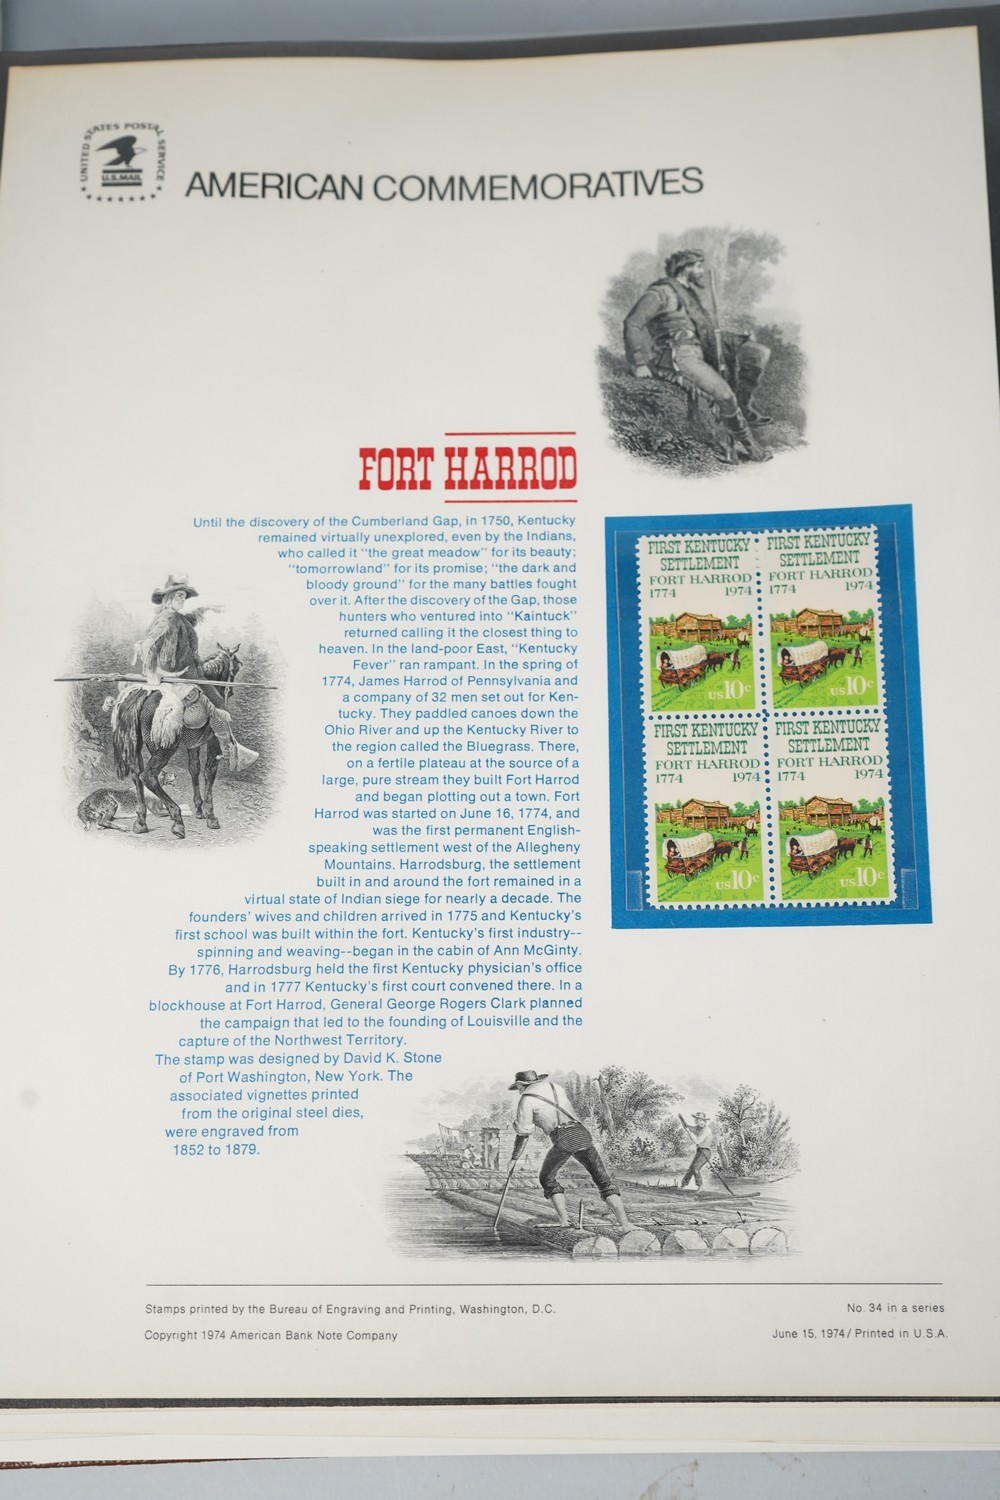 UNITED STATES POSTAL SERVICE
U.S.MAIL
AMERICAN COMMEMORATIVES
FORT HARROD
Until the discovery of the Cumberland Gap, in 1750, Kentucky
remained virtually unexplored, even by the Indians,
who called it "the great meadow" for its beauty;
"tomorrowland" for its promise; "the dark and
bloody ground" for the many battles fought
over it. After the discovery of the Gap, those
hunters who ventured into "Kaintuck"
returned calling it the closest thing to
heaven. In the land-poor East, "Kentucky
Fever" ran rampant. In the spring of
1774, James Harrod of Pennsylvania and
a company of 32 men set out for Ken-
tucky. They paddled canoes down the
Ohio River and up the Kentucky River to
the region called the Bluegrass. There,
on a fertile plateau at the source of a
large, pure stream they built Fort Harrod
and began plotting out a town. Fort
Harrod was started on June 16, 1774, and
was the first permanent English-
speaking settlement west of the Allegheny
Mountains. Harrodsburg, the settlement
built in and around the fort remained in a
virtual state of Indian siege for nearly a decade. The
founders' wives and children arrived in 1775 and Kentucky's
first school was built within the fort. Kentucky's first industry--
spinning and weaving--began in the cabin of Ann McGinty.
By 1776, Harrodsburg held the first Kentucky physician's office
and in 1777 Kentucky's first court convened there. In a
blockhouse at Fort Harrod, General George Rogers Clark planned
the campaign that led to the founding of Louisville and the
capture of the Northwest Territory.
The stamp was designed by David K. Stone
of Port Washington, New York. The
associated vignettes printed
from the original steel dies,
were engraved from
1852 to 1879.
FIRST KENTUCKY
SETTLEMENT
FORT HARROD
1774 1974
US10c
FIRST KENTUCKY
SETTLEMENT
FORT HARROD
1774 1974
US10c
FIRST KENTUCKY
SETTLEMENT
FORT HARROD
1774 1974
US10c
FIRST KENTUCKY
SETTLEMENT
FORT HARROD
1774 1974
US10c
Stamps printed by the Bureau of Engraving and Printing, Washington, D.C.
No. 34 in a series
Copyright 1974 American Bank Note Company
June 15, 1974/Printed in U.S.A.